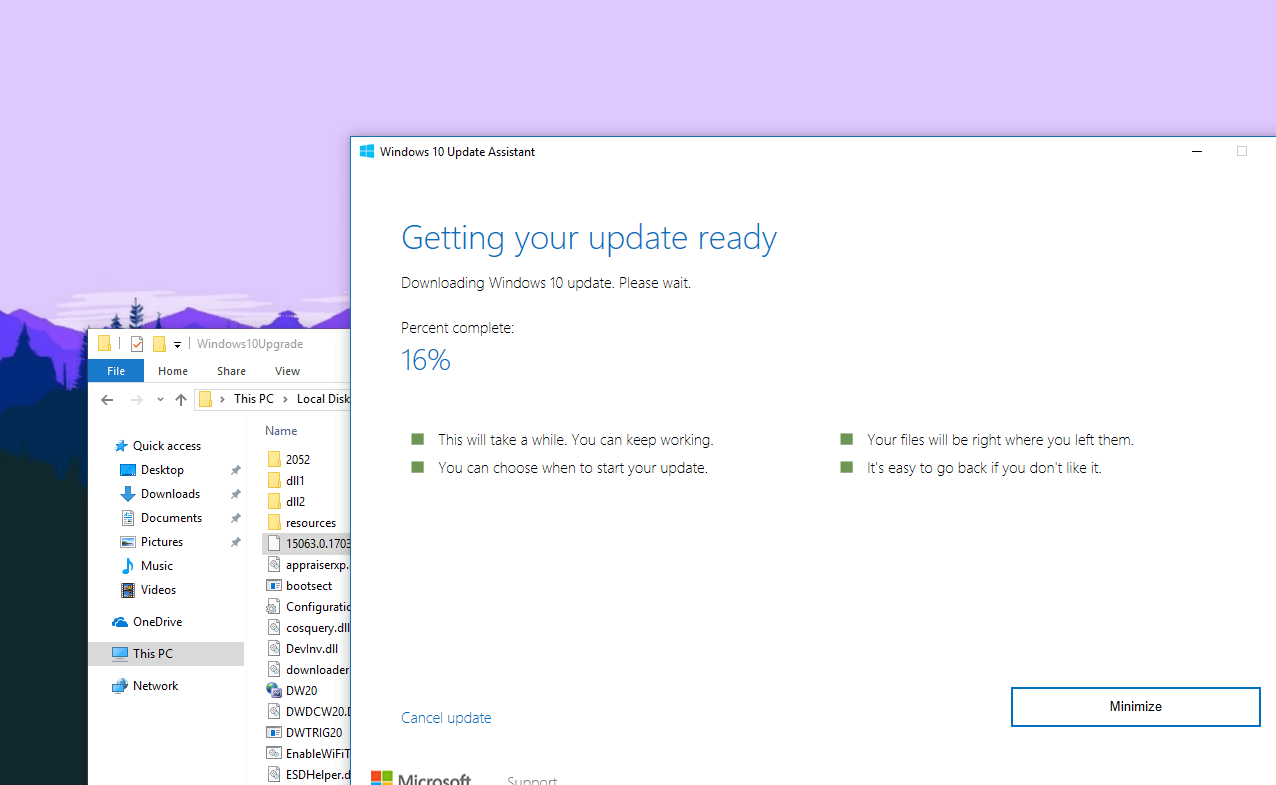 Windows 10 Update Assistant
Getting your update ready
Downloading Windows 10 update. Please wait.
Percent complete:
16%
This will take a while. You can keep working.
You can choose when to start your update.
Your files will be right where you left them.
It's easy to go back if you don't like it.
Cancel update
Minimize
Microsoft
Support
Windows10Upgrade
File Home Share View
This PC Local Disk
Quick access
Desktop
Downloads
Documents
Pictures
Music
Videos
OneDrive
This PC
Network
Name
2052
dll1
dll2
resources
15063.0.1703
appraiserxp.
bootsect
Configuratio
cosquery.dll
DevInv.dll
downloader
DW20
DWDCW20.D
DWTRIG20
EnableWiFiT
ESDHelper.d